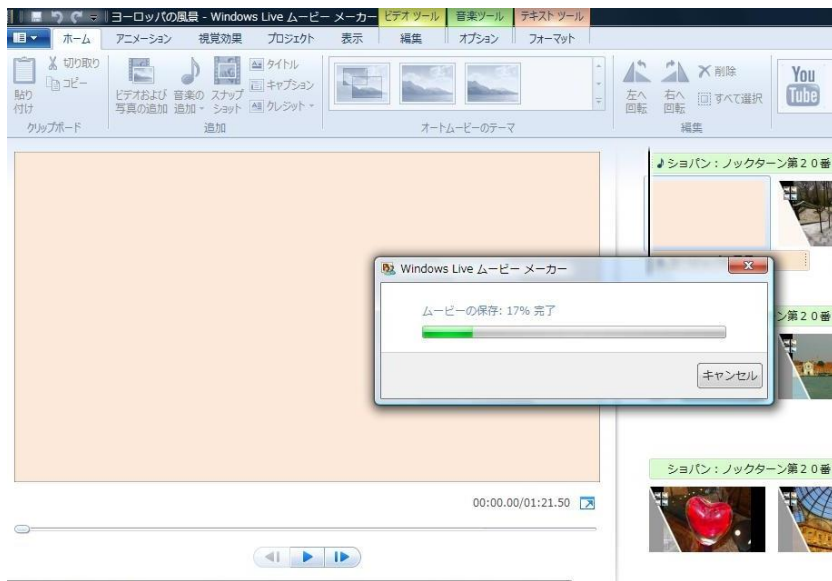 ヨーロッパの風景 - Windows Live ムービー メーカー
ビデオ ツール
音楽ツール
テキスト ツール
ホーム アニメーション 視覚効果 プロジェクト 表示 編集 オプション フォーマット
切り取り
コピー
貼り
付け
クリップボード
ビデオおよび
写真の追加
音楽の
追加
スナップ
ショット
タイトル
キャプション
クレジット
追加
オートムービーのテーマ
左へ
回転
右へ
回転
削除
すべて選択
編集
You
Tube
ショパン：ノックターン第20番
Windows Live ムービー メーカー
ムービーの保存: 17% 完了
キャンセル
ン第20番
ショパン：ノックターン第20番
00:00.00/01:21.50